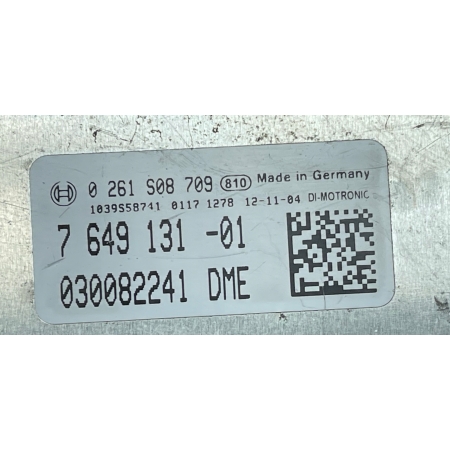 0 261 S08 709 810 Made in Germany
1039S58741 0117 1278 12-11-04 DI-MOTRONIC
7 649 131 -01
030082241 DME